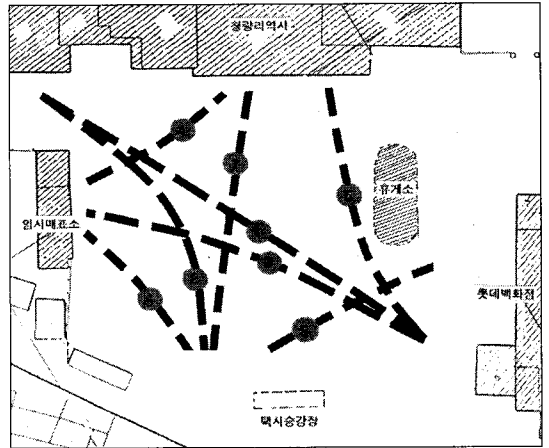 청량리역사
휴게소
임시매표소
롯데백화점
택시승강장